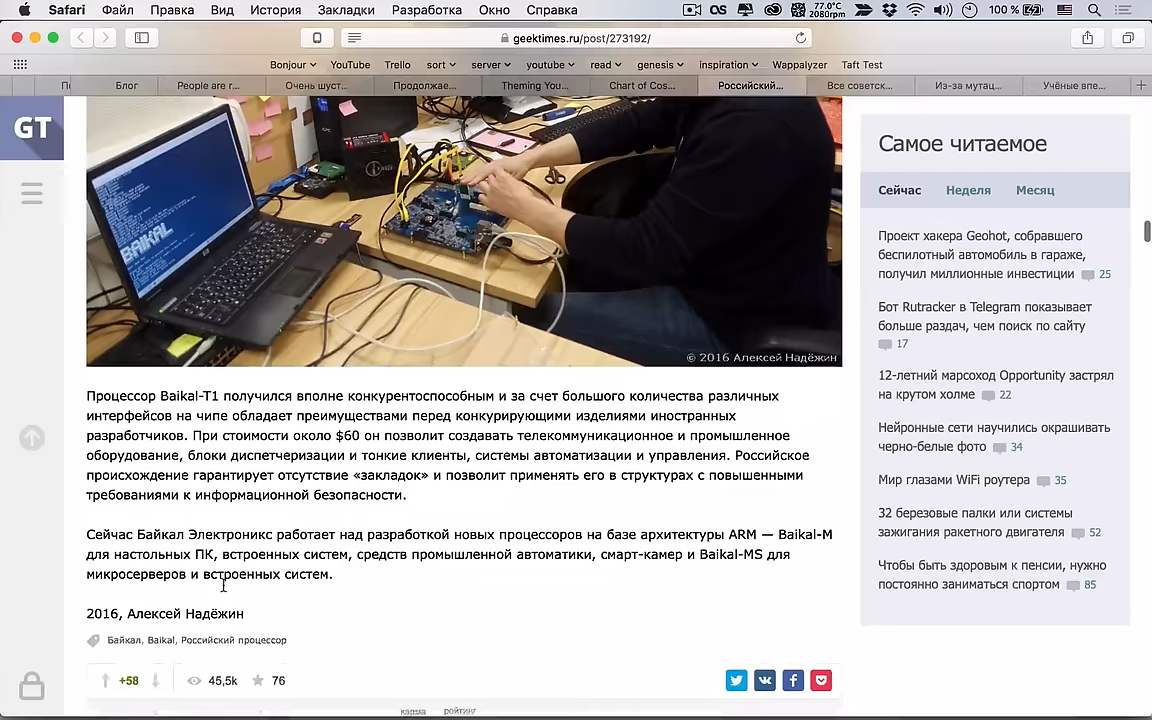 Safari Файл Правка Вид История Закладки Разработка Окно Справка
77.0°C
2080rpm
100 %
geektimes.ru/post/273192/
Bonjour YouTube Trello sort server youtube read genesis inspiration Wappalyzer Taft Test
Блог People are r... Очень шуст... Продолжае... Theming You... Chart of Cos... Российский... Все советск... Из-за мутац... Учёные впе...
GT
BAIKAL
© 2016 Алексей Надёжин
Процессор Baikal-T1 получился вполне конкурентоспособным и за счет большого количества различных
интерфейсов на чипе обладает преимуществами перед конкурирующими изделиями иностранных
разработчиков. При стоимости около $60 он позволит создавать телекоммуникационное и промышленное
оборудование, блоки диспетчеризации и тонкие клиенты, системы автоматизации и управления. Российское
происхождение гарантирует отсутствие «закладок» и позволит применять его в структурах с повышенными
требованиями к информационной безопасности.
Сейчас Байкал Электроникс работает над разработкой новых процессоров на базе архитектуры ARM — Baikal-M
для настольных ПК, встроенных систем, средств промышленной автоматики, смарт-камер и Baikal-MS для
микросерверов и встроенных систем.
2016, Алексей Надёжин
Байкал, Baikal, Российский процессор
+58 45,5k 76
карма рейтинг
Самое читаемое
Сейчас Неделя Месяц
Проект хакера Geohot, собравшего
беспилотный автомобиль в гараже,
получил миллионные инвестиции 25
Бот Rutracker в Telegram показывает
больше раздач, чем поиск по сайту
17
12-летний марсоход Opportunity застрял
на крутом холме 22
Нейронные сети научились окрашивать
черно-белые фото 34
Мир глазами WiFi роутера 35
32 березовые палки или системы
зажигания ракетного двигателя 52
Чтобы быть здоровым к пенсии, нужно
постоянно заниматься спортом 85